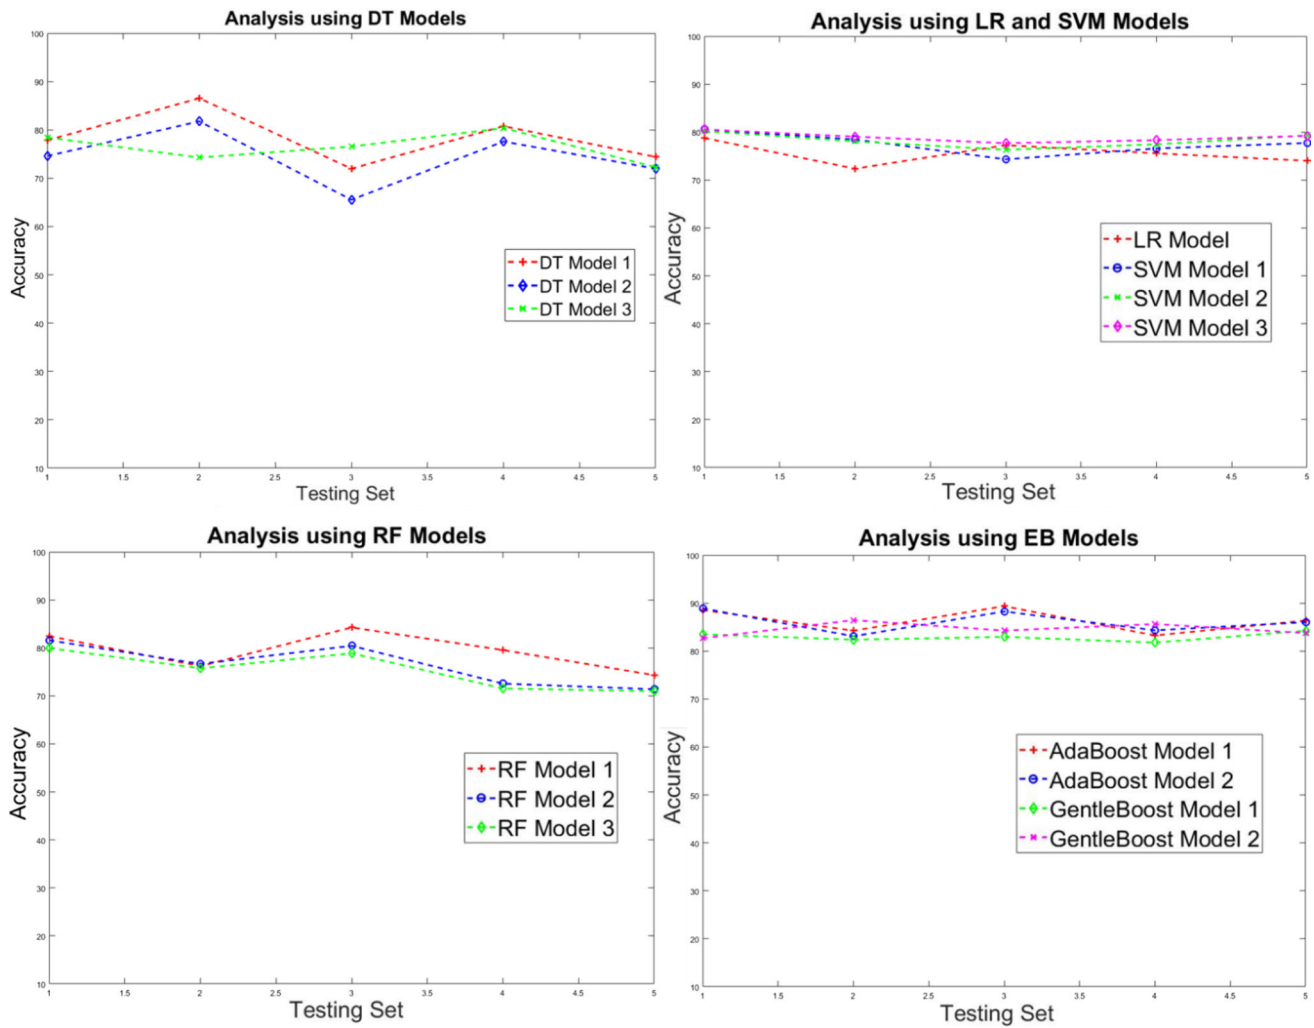 Analysis using DT Models
100
90
80
70
60
50
40
30
20
10
1 1.5 2 2.5 3 3.5 4 4.5 5
Accuracy
Testing Set
DT Model 1
DT Model 2
DT Model 3
Analysis using LR and SVM Models
100
90
80
70
60
50
40
30
20
10
1 1.5 2 2.5 3 3.5 4 4.5 5
Accuracy
Testing Set
LR Model
SVM Model 1
SVM Model 2
SVM Model 3
Analysis using RF Models
100
90
80
70
60
50
40
30
20
10
1 1.5 2 2.5 3 3.5 4 4.5 5
Accuracy
Testing Set
RF Model 1
RF Model 2
RF Model 3
Analysis using EB Models
100
90
80
70
60
50
40
30
20
10
1 1.5 2 2.5 3 3.5 4 4.5 5
Accuracy
Testing Set
AdaBoost Model 1
AdaBoost Model 2
GentleBoost Model 1
GentleBoost Model 2